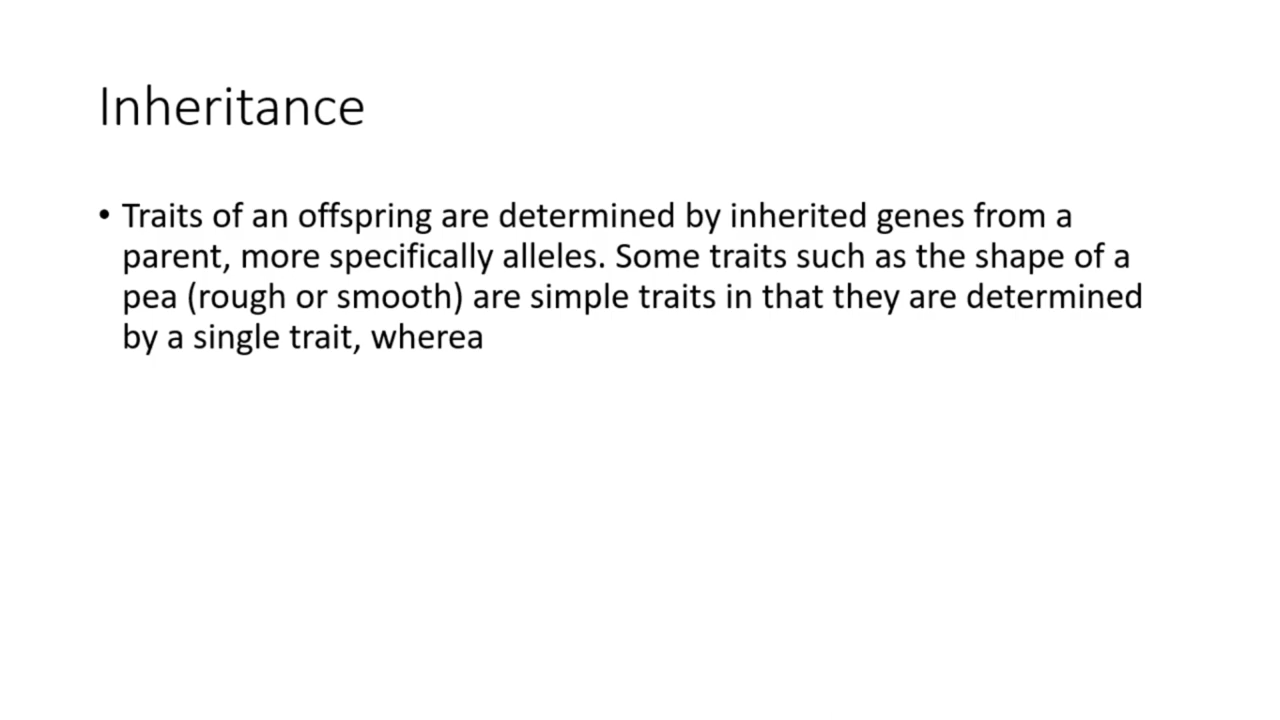 Inheritance
• Traits of an offspring are determined by inherited genes from a
parent, more specifically alleles. Some traits such as the shape of a
pea (rough or smooth) are simple traits in that they are determined
by a single trait, wherea